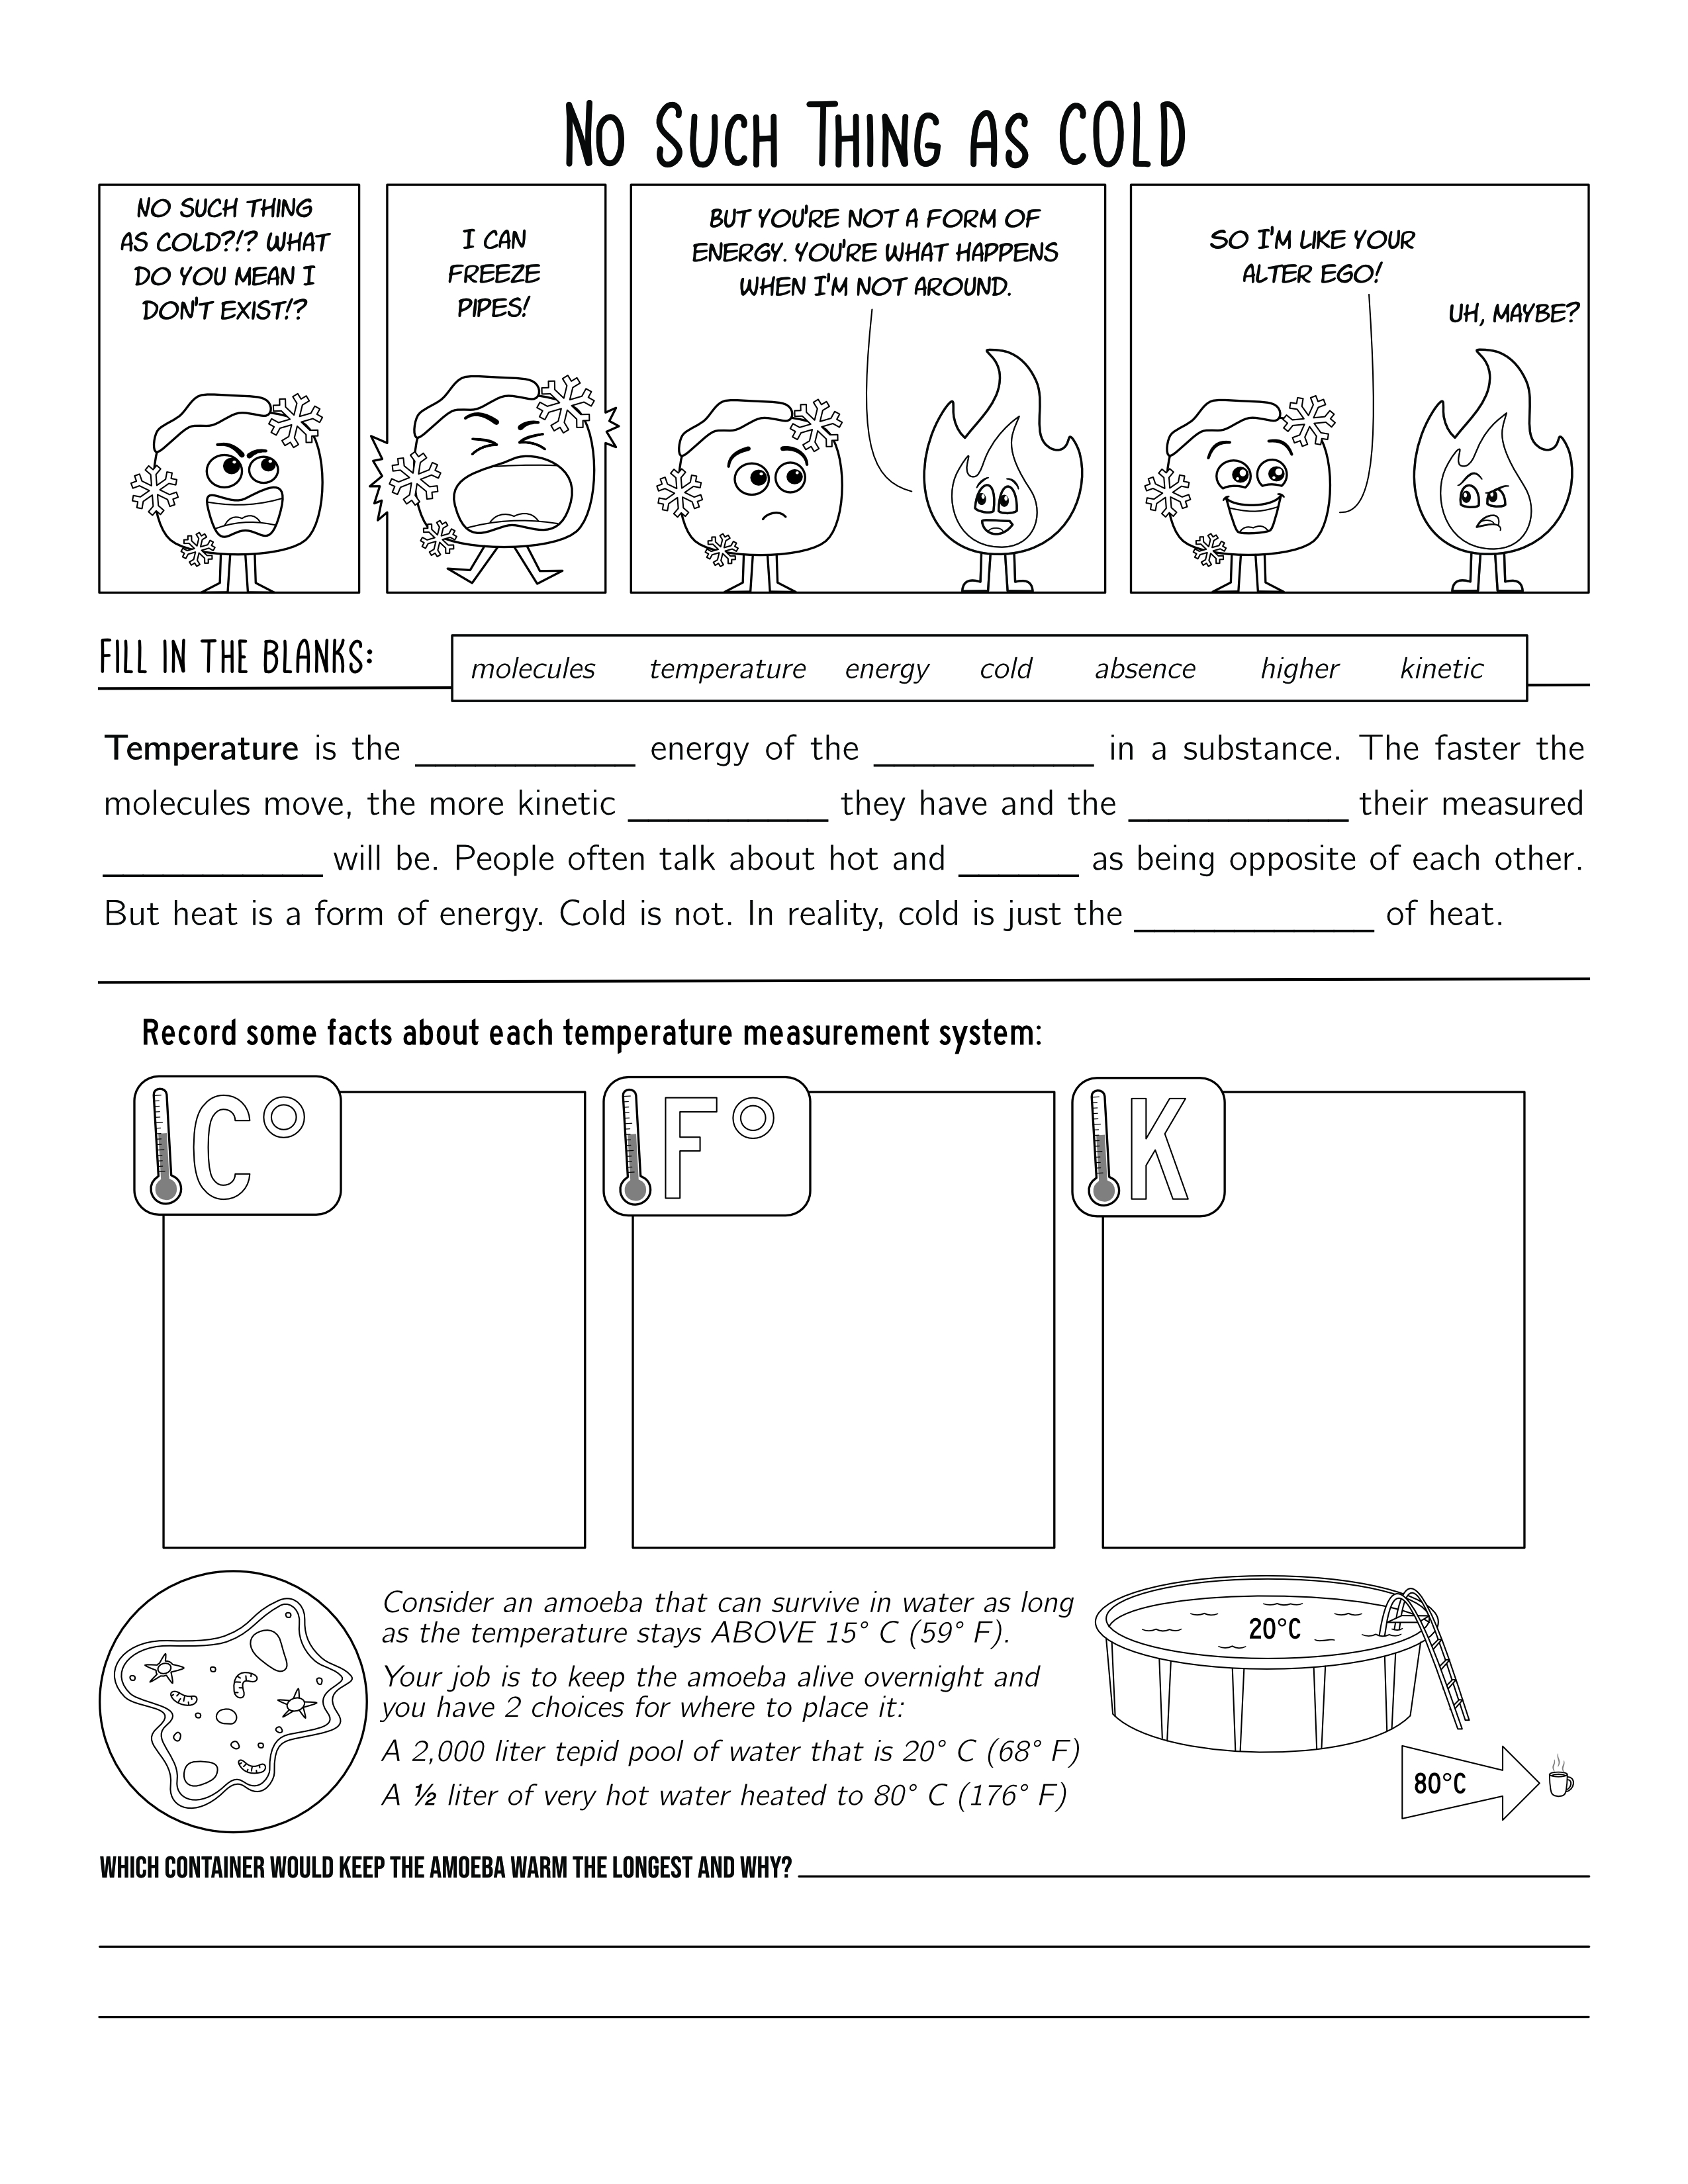 No Such Thing as COLD
NO SUCH THING
AS COLD?!? WHAT
DO YOU MEAN I
DON'T EXIST!?
I CAN
FREEZE
PIPES!
BUT YOU'RE NOT A FORM OF
ENERGY. YOU'RE WHAT HAPPENS
WHEN I'M NOT AROUND.
SO I'M LIKE YOUR
ALTER EGO!
UH, MAYBE?
FILL IN THE BLANKS:
molecules temperature energy cold absence higher kinetic
Temperature is the ___________ energy of the ___________ in a substance. The faster the
molecules move, the more kinetic __________ they have and the ___________ their measured
___________ will be. People often talk about hot and ______ as being opposite of each other.
But heat is a form of energy. Cold is not. In reality, cold is just the ____________ of heat.
Record some facts about each temperature measurement system:
C°
F°
K
Consider an amoeba that can survive in water as long
as the temperature stays ABOVE 15° C (59° F).
Your job is to keep the amoeba alive overnight and
you have 2 choices for where to place it:
A 2,000 liter tepid pool of water that is 20° C (68° F)
A ½ liter of very hot water heated to 80° C (176° F)
20°C
80°C
WHICH CONTAINER WOULD KEEP THE AMOEBA WARM THE LONGEST AND WHY?